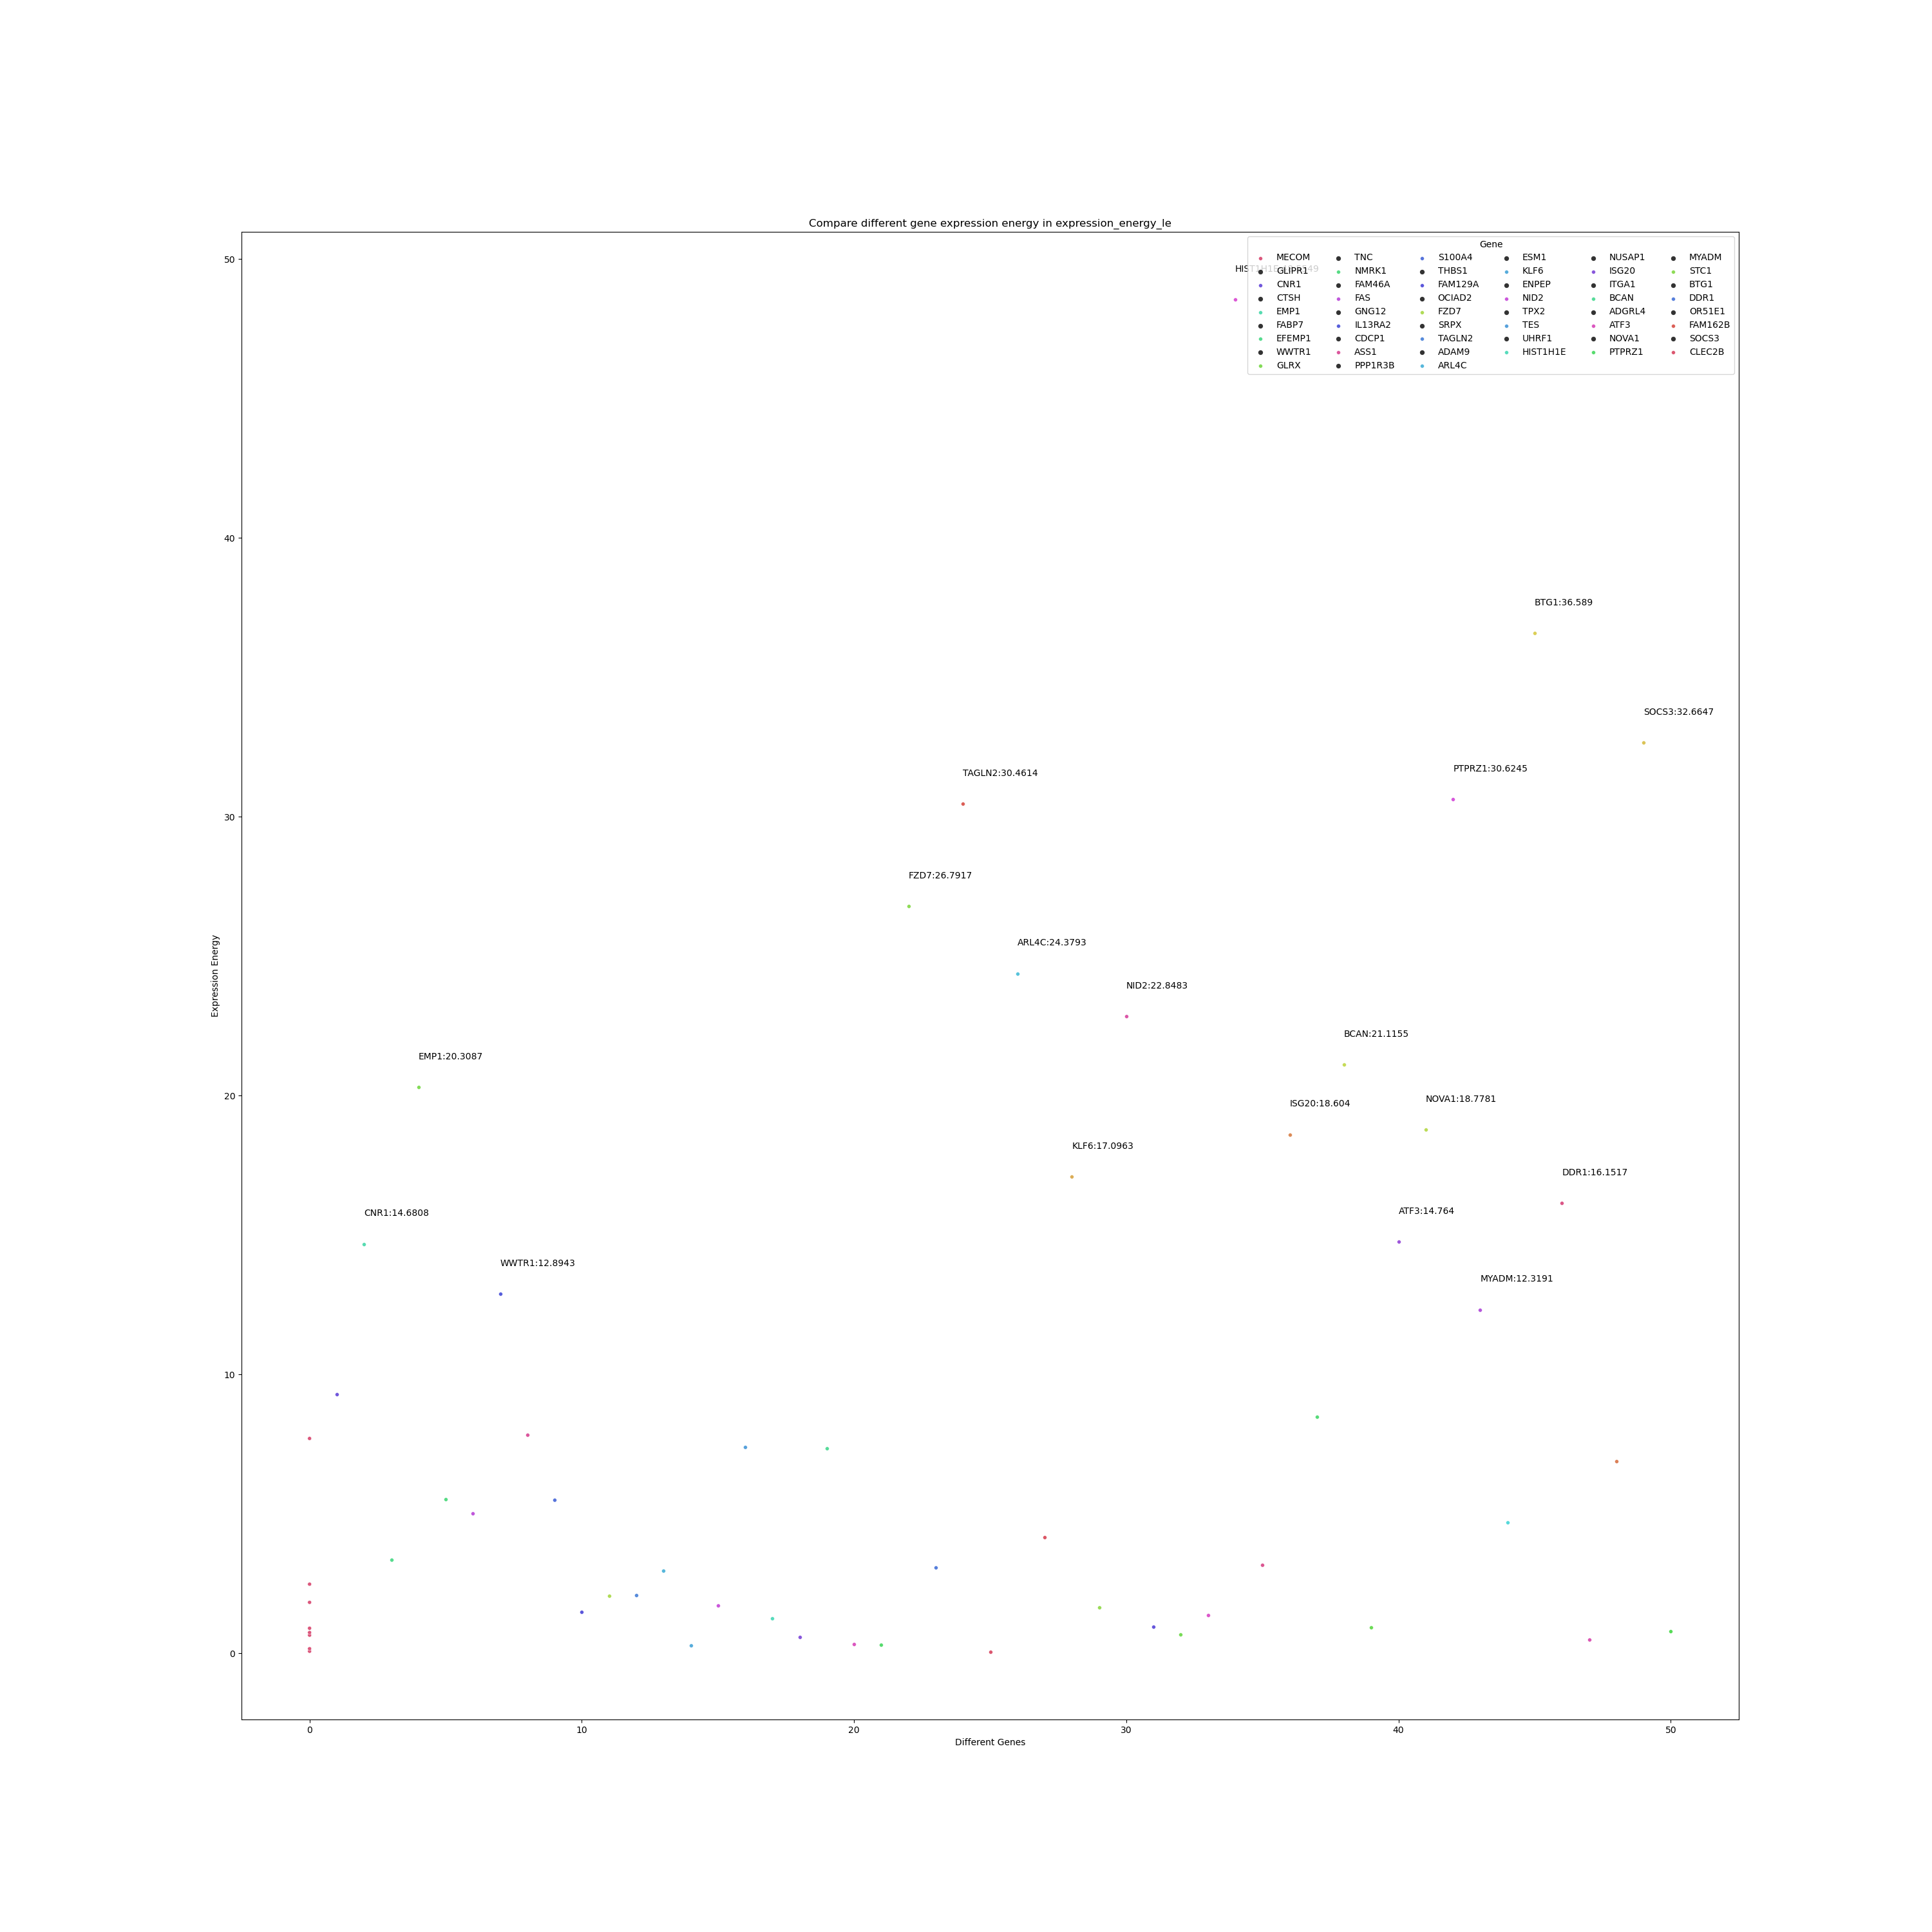 Compare different gene expression energy in expression_energy_le
Gene
MECOM TNC S100A4 ESM1 NUSAP1 MYADM
GLIPR1 NMRK1 THBS1 KLF6 ISG20 STC1
CNR1 FAM46A FAM129A ENPEP ITGA1 BTG1
CTSH FAS OCIAD2 NID2 BCAN DDR1
EMP1 GNG12 FZD7 TPX2 ADGRL4 OR51E1
FABP7 IL13RA2 SRPX TES ATF3 FAM162B
EFEMP1 CDCP1 TAGLN2 UHRF1 NOVA1 SOCS3
WWTR1 ASS1 ADAM9 HIST1H1E PTPRZ1 CLEC2B
GLRX PPP1R3B ARL4C
50
40
BTG1:36.589
SOCS3:32.6647
PTPRZ1:30.6245
TAGLN2:30.4614
30
FZD7:26.7917
ARL4C:24.3793
NID2:22.8483
BCAN:21.1155
EMP1:20.3087
20
NOVA1:18.7781
ISG20:18.604
KLF6:17.0963
DDR1:16.1517
CNR1:14.6808
ATF3:14.764
WWTR1:12.8943
MYADM:12.3191
10
0
Expression Energy
0 10 20 30 40 50
Different Genes